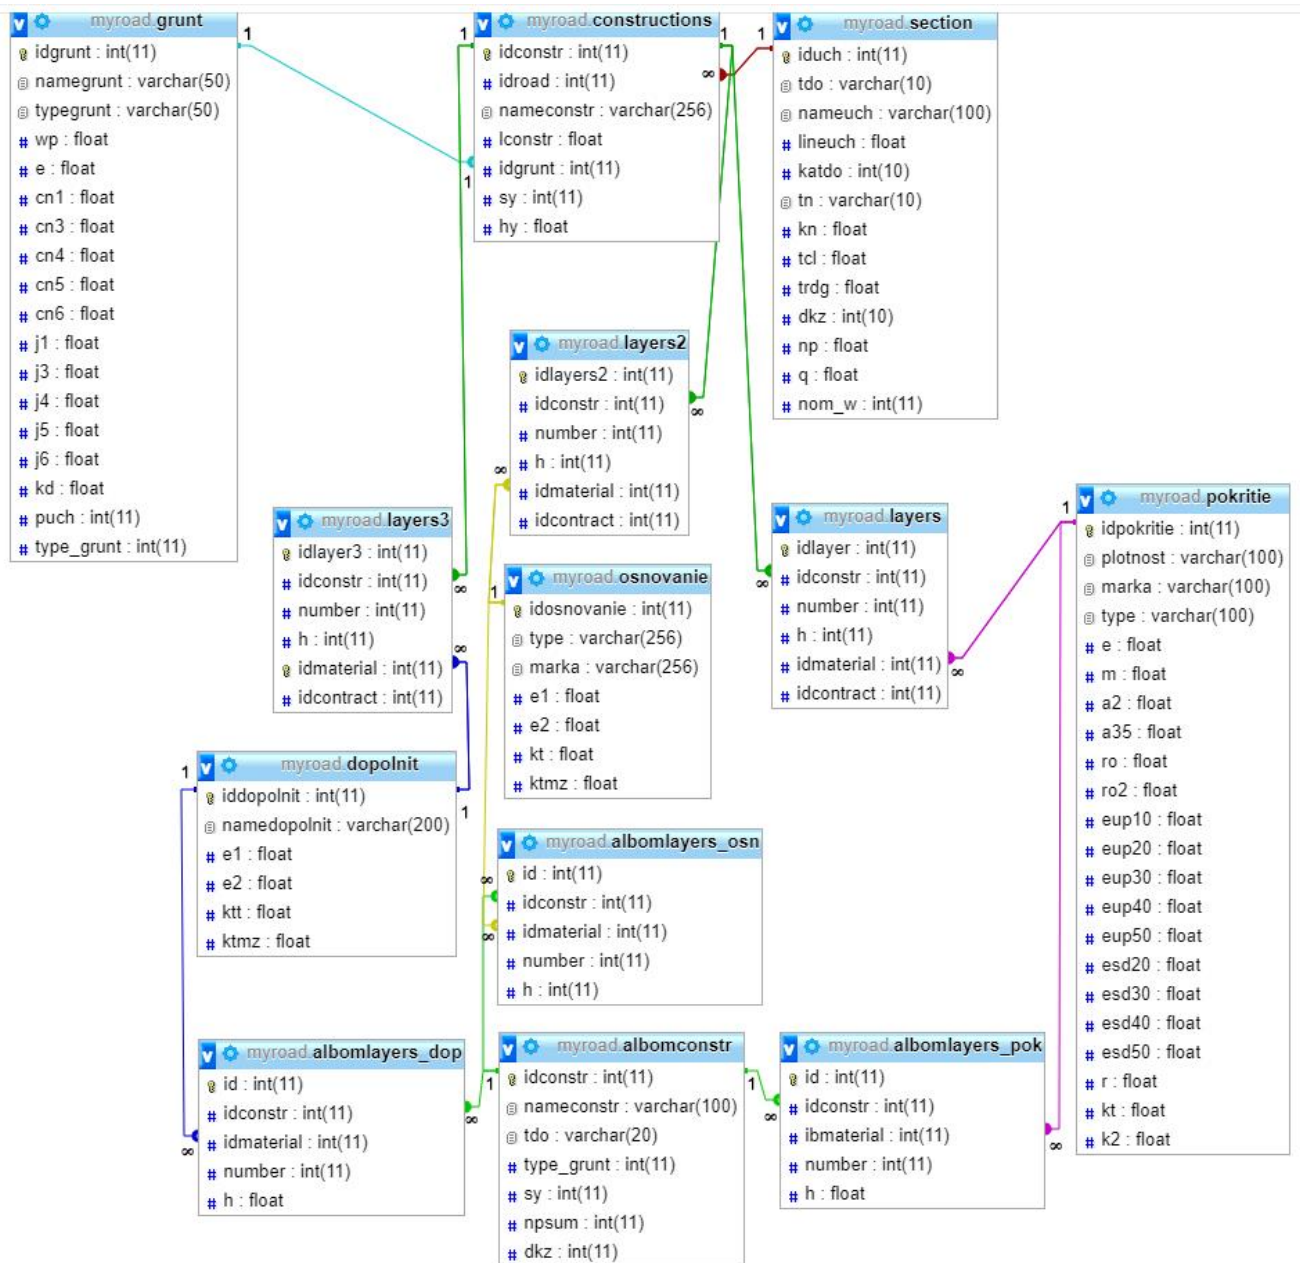 myroad.grunt
idgrunt : int(11)
namegrunt : varchar(50)
typegrunt : varchar(50)
wp : float
e : float
cn1 : float
cn3 : float
cn4 : float
cn5 : float
cn6 : float
j1 : float
j3 : float
j4 : float
j5 : float
j6 : float
kd : float
puch : int(11)
type_grunt : int(11)
1
1
1
myroad.constructions
idconstr : int(11)
idroad : int(11)
nameconstr : varchar(256)
lconstr : float
idgrunt : int(11)
sy : int(11)
hy : float
1
∞
1
myroad.section
iduch : int(11)
tdo : varchar(10)
nameuch : varchar(100)
lineuch : float
katdo : int(10)
tn : varchar(10)
kn : float
tcl : float
trdg : float
dkz : int(10)
np : float
q : float
nom_w : int(11)
myroad.layers2
idlayers2 : int(11)
idconstr : int(11)
number : int(11)
h : int(11)
idmaterial : int(11)
idcontract : int(11)
∞
∞
myroad.layers3
idlayer3 : int(11)
idconstr : int(11)
number : int(11)
h : int(11)
idmaterial : int(11)
idcontract : int(11)
∞
∞
myroad.osnovanie
idosnovanie : int(11)
type : varchar(256)
marka : varchar(256)
e1 : float
e2 : float
kt : float
ktmz : float
1
myroad.layers
idlayer : int(11)
idconstr : int(11)
number : int(11)
h : int(11)
idmaterial : int(11)
idcontract : int(11)
∞
∞
1
myroad.pokritie
idpokritie : int(11)
plotnost : varchar(100)
marka : varchar(100)
type : varchar(100)
e : float
m : float
a2 : float
a35 : float
ro : float
ro2 : float
eup10 : float
eup20 : float
eup30 : float
eup40 : float
eup50 : float
esd20 : float
esd30 : float
esd40 : float
esd50 : float
r : float
kt : float
k2 : float
1
myroad.dopolnit
iddopolnit : int(11)
namedopolnit : varchar(200)
e1 : float
e2 : float
ktt : float
ktmz : float
1
myroad.albomlayers_osn
id : int(11)
idconstr : int(11)
idmaterial : int(11)
number : int(11)
h : int(11)
∞
∞
myroad.albomlayers_dop
id : int(11)
idconstr : int(11)
idmaterial : int(11)
number : int(11)
h : float
∞
∞
myroad.albomconstr
idconstr : int(11)
nameconstr : varchar(100)
tdo : varchar(20)
type_grunt : int(11)
sy : int(11)
npsum : int(11)
dkz : int(11)
1
1
myroad.albomlayers_pok
id : int(11)
idconstr : int(11)
ibmaterial : int(11)
number : int(11)
h : float
∞
∞